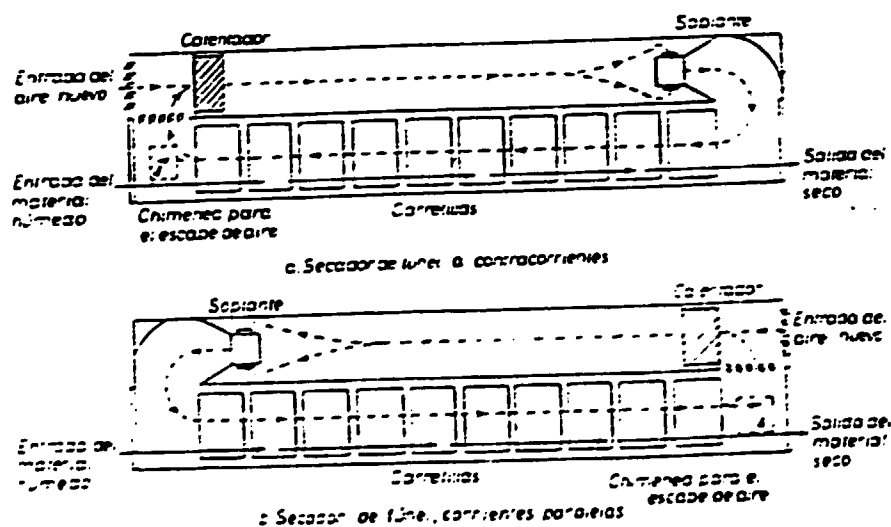 Soplante
Calentador
Entrada del
aire nuevo
Entrada del
material
húmedo
Chimenea para
el escape de aire
Carretillas
Salida del
material
seco
a. Secador de túnel a contracorrientes
Soplante
Calentador
Entrada del
aire nuevo
Entrada del
material
húmedo
Carretillas
Chimenea para el
escape de aire
Salida del
material
seco
b Secador de túnel, corrientes paralelas